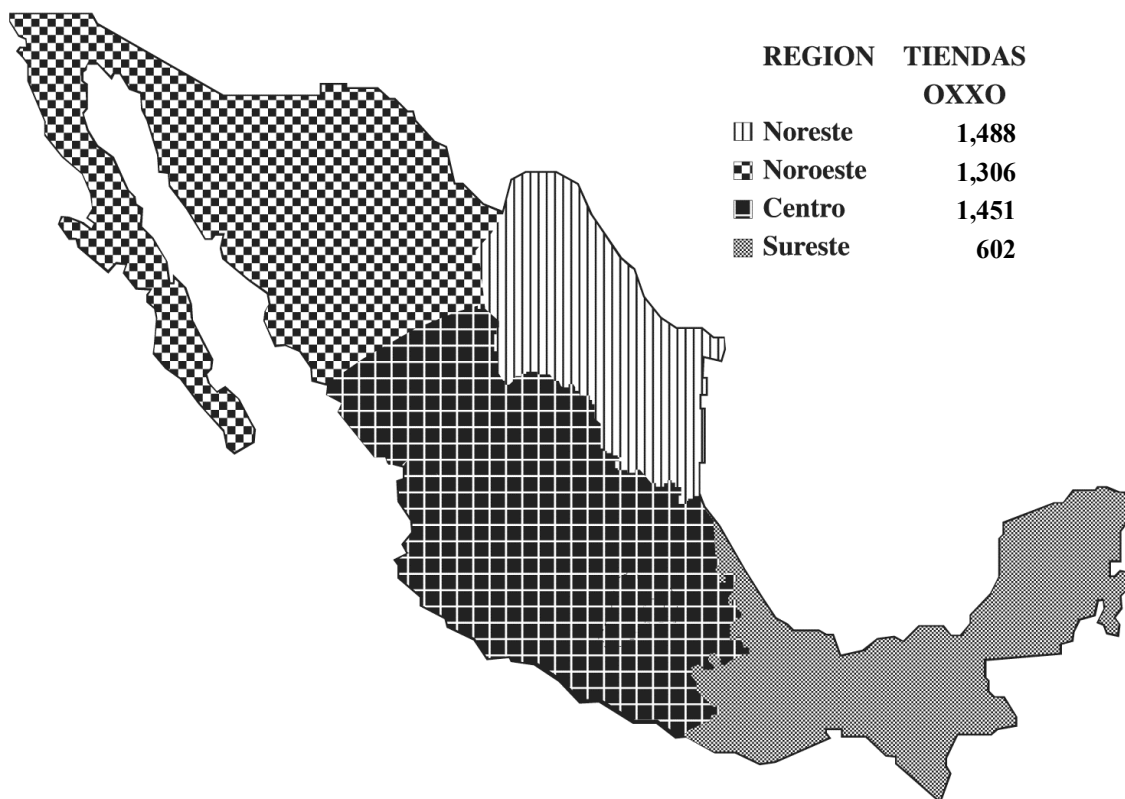 REGION TIENDAS
OXXO
Noreste 1,488
Noroeste 1,306
Centro 1,451
Sureste 602